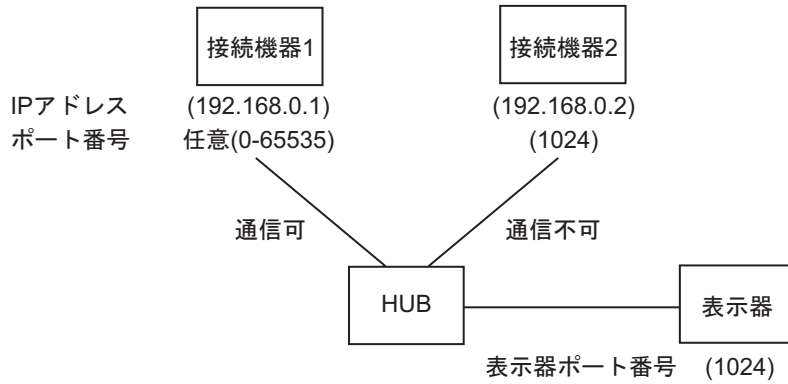 接続機器1 接続機器2
IPアドレス (192.168.0.1) (192.168.0.2)
ポート番号 任意(0-65535) (1024)
通信可 通信不可
HUB 表示器
表示器ポート番号 (1024)